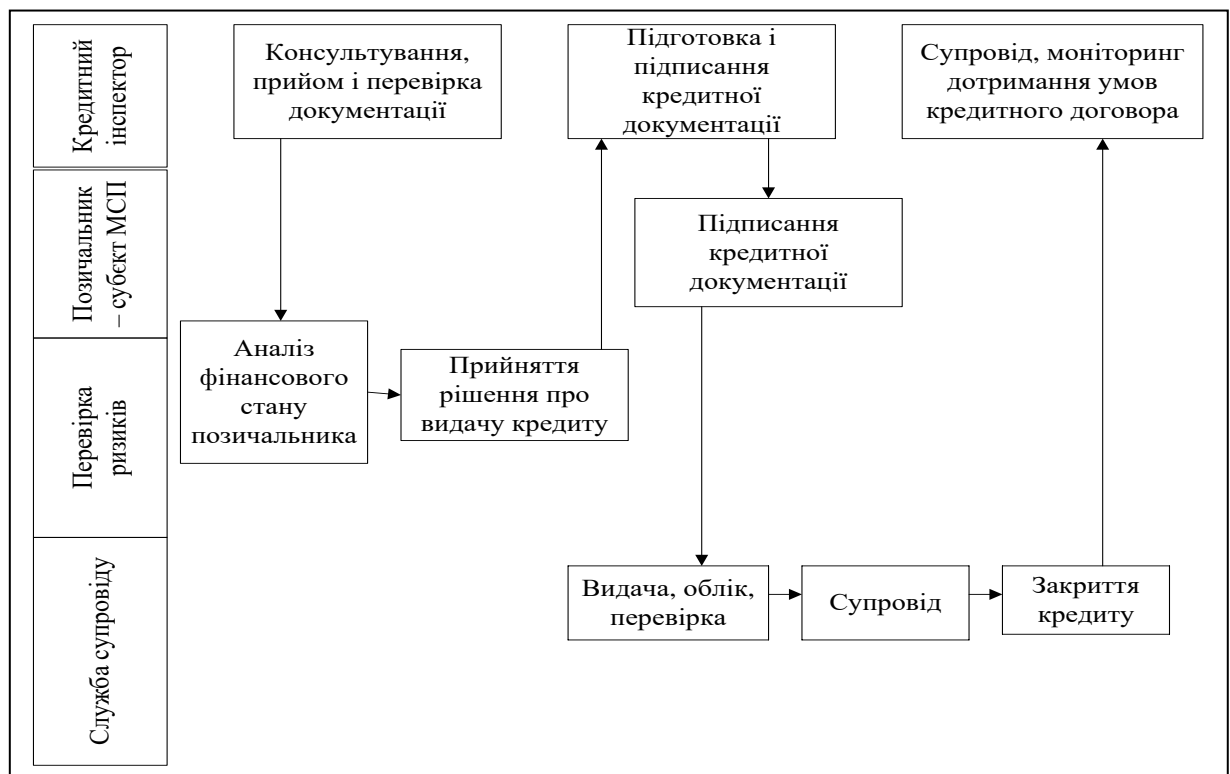 Кредитний
інспектор
Консультування,
прийом і перевірка
документації
Підготовка і
підписання
кредитної
документації
Супровід, моніторинг
дотримання умов
кредитного договора
Позичальник
– субєкт МСП
Підписання
кредитної
документації
Перевірка
ризиків
Аналіз
фінансового
стану
позичальника
Прийняття
рішення про
видачу кредиту
Служба супровіду
Видача, облік,
перевірка
Супровід
Закриття
кредиту